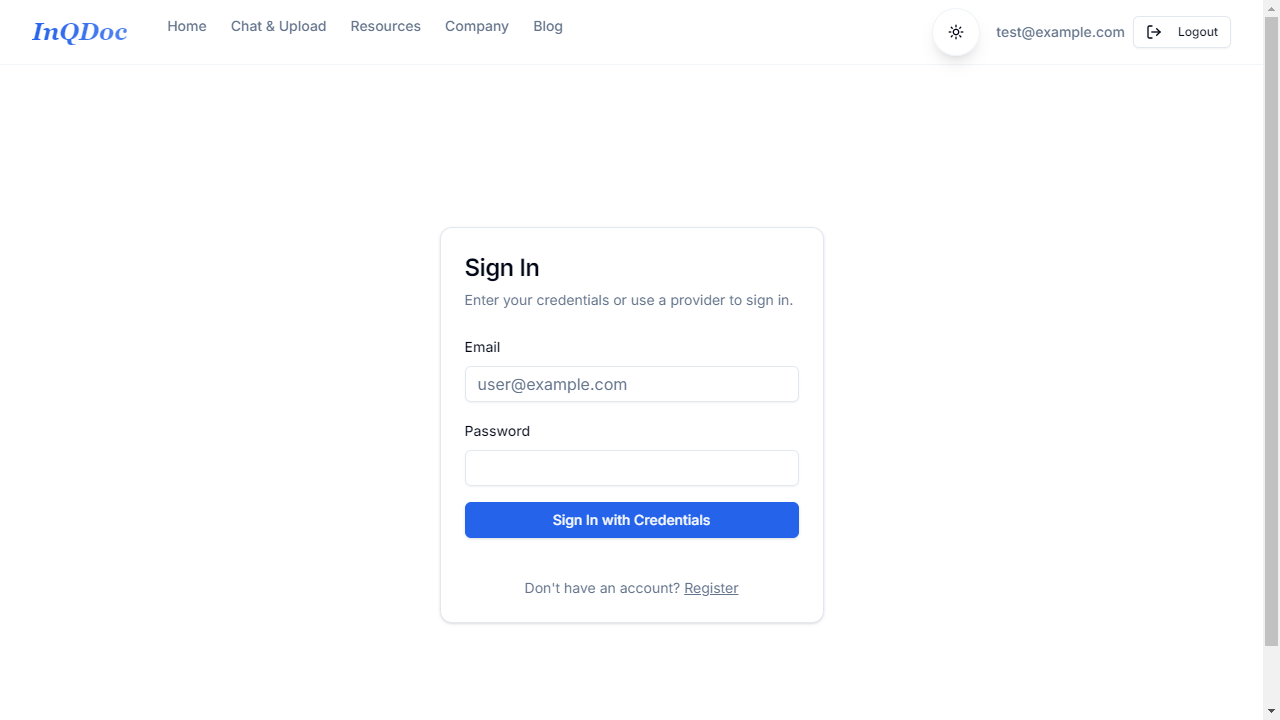 InQDoc Home Chat & Upload Resources Company Blog test@example.com Logout
Sign In
Enter your credentials or use a provider to sign in.
Email
user@example.com
Password
Sign In with Credentials
Don't have an account? Register